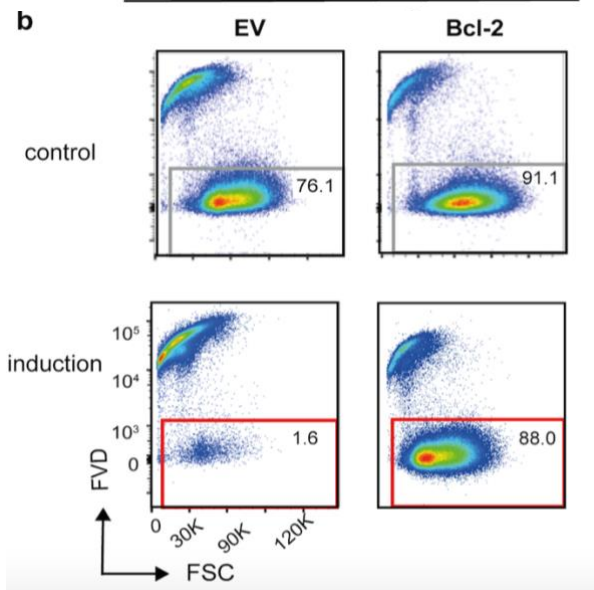 b
EV Bcl-2
control
76.1 91.1
induction
10⁵
10⁴
10³
0
1.6 88.0
FVD
0 30K 90K 120K
FSC